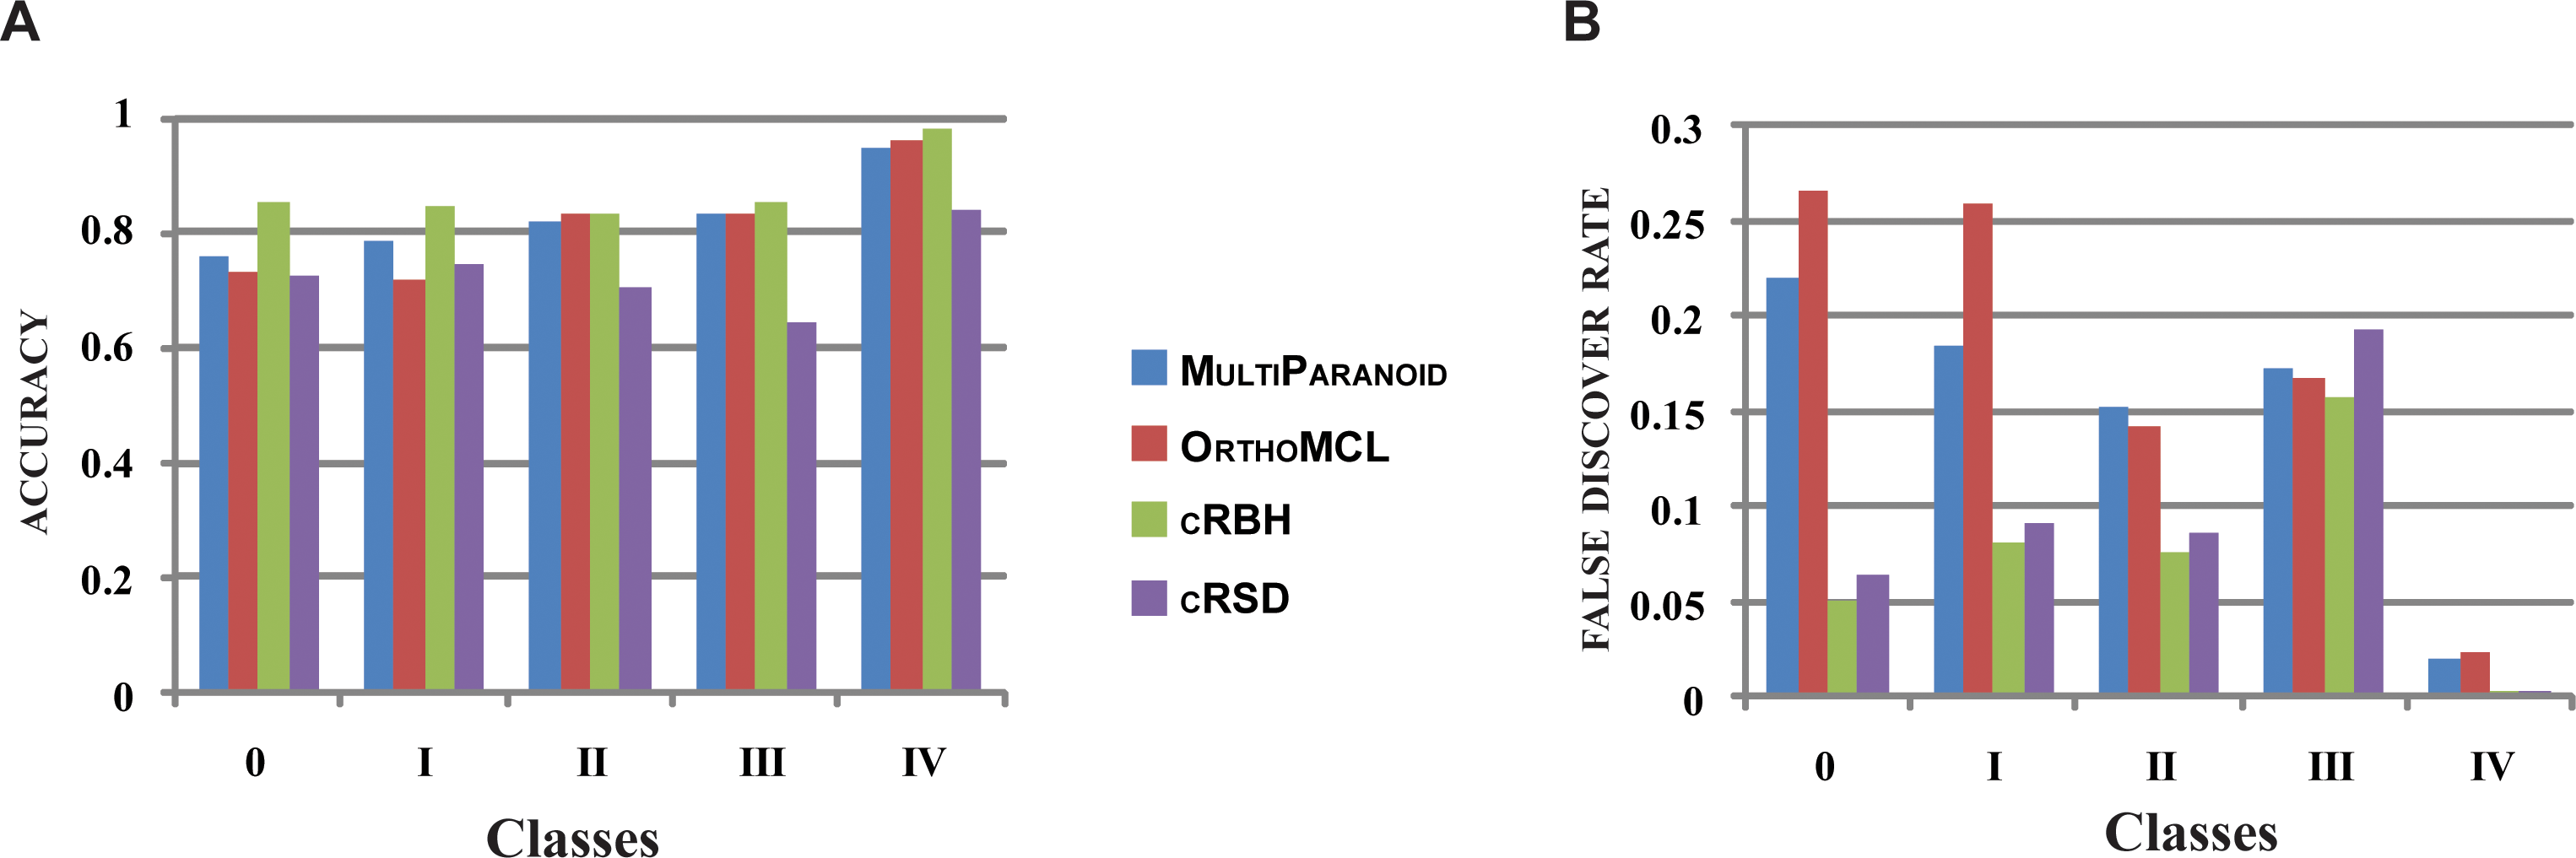 A
1
0.8
0.6
0.4
0.2
0
ACCURACY
0 I II III IV
Classes
MULTIPARANOID
ORTHOMCL
CRBH
CRSD
B
0.3
0.25
0.2
0.15
0.1
0.05
0
FALSE DISCOVER RATE
0 I II III IV
Classes